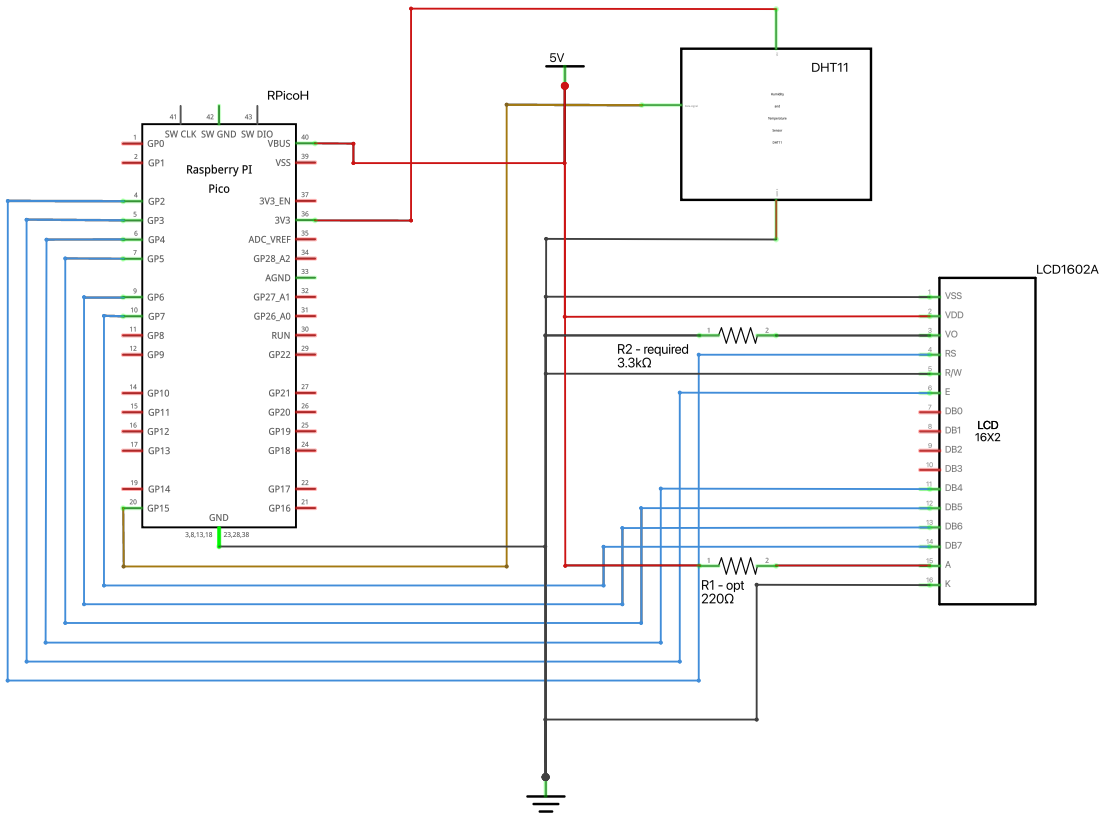 5V
DHT11
Humidity
and
Temperature
Sensor
DHT11
RPicoH
41
42
43
SW CLK
SW GND
SW DIO
Raspberry PI
Pico
1
GP0
2
GP1
4
GP2
5
GP3
6
GP4
7
GP5
9
GP6
10
GP7
11
GP8
12
GP9
14
GP10
15
GP11
16
GP12
17
GP13
19
GP14
20
GP15
VBUS
40
VSS
39
3V3_EN
37
3V3
36
ADC_VREF
35
GP28_A2
34
AGND
33
GP27_A1
32
GP26_A0
31
RUN
30
GP22
29
GP21
27
GP20
26
GP19
25
GP18
24
GP17
22
GP16
21
GND
3,8,13,18
23,28,38
LCD1602A
1
VSS
2
VDD
3
VO
4
RS
5
R/W
6
E
7
DB0
8
DB1
9
DB2
10
DB3
11
DB4
12
DB5
13
DB6
14
DB7
15
A
16
K
LCD
16X2
1
2
R2 - required
3.3kΩ
1
2
R1 - opt
220Ω